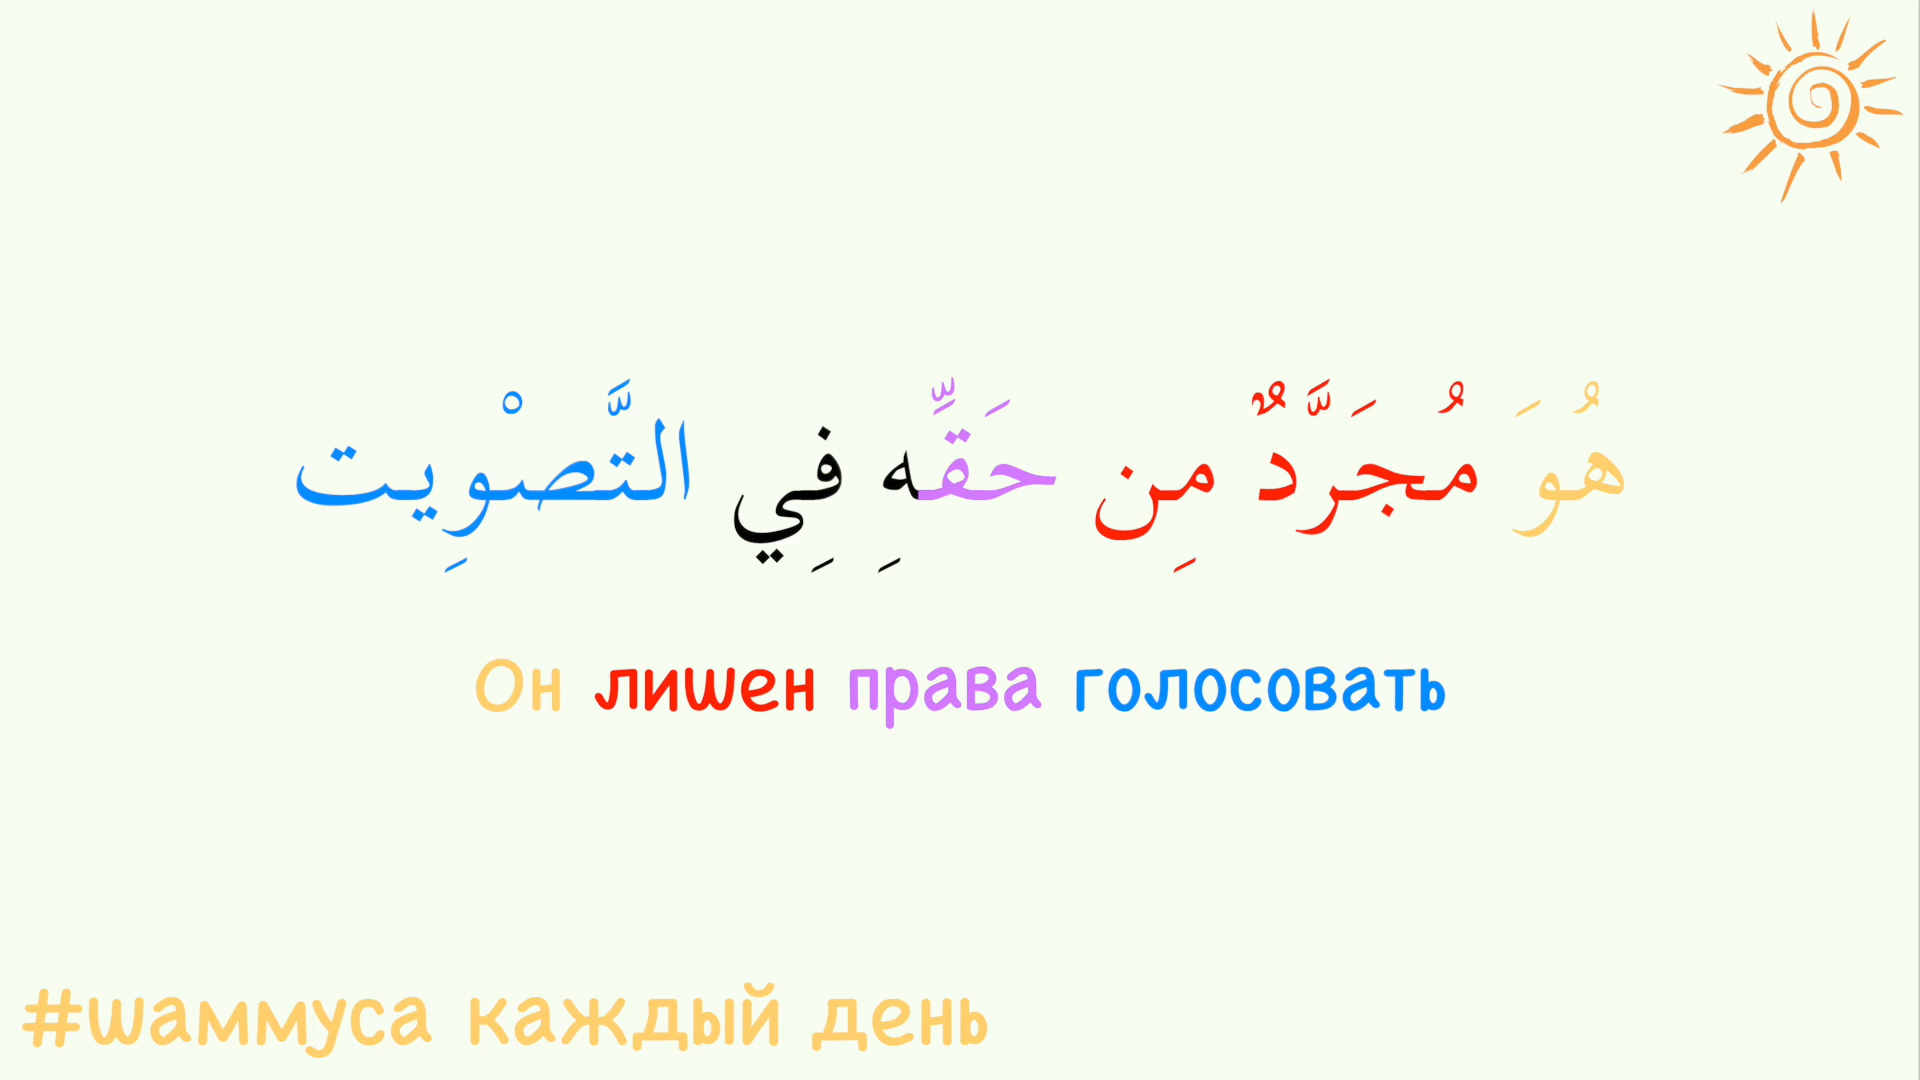 هُوَ مُجَرَّدٌ مِن حَقِّهِ فِي التَّصْوِيت
Он лишен права голосовать
#шаммуса каждый день